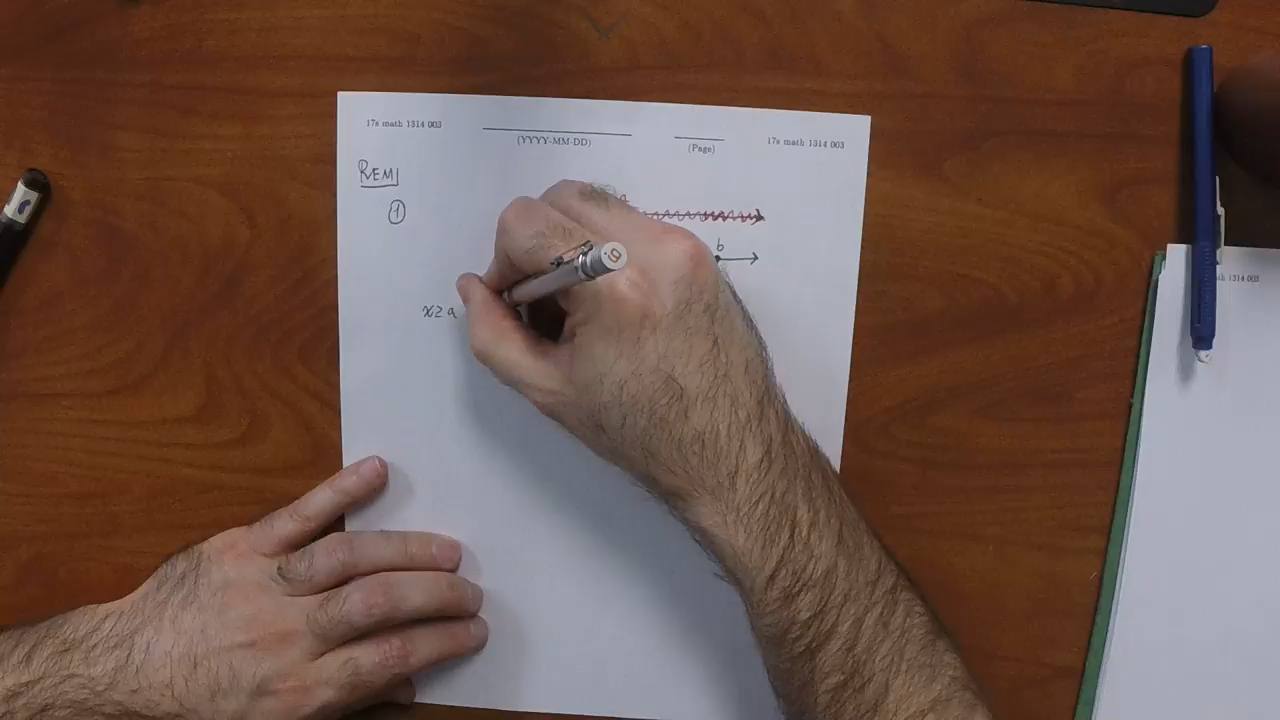 17s math 1314 003 (YYYY-MM-DD) (Page) 17s math 1314 003
REM
①
b
x≥a